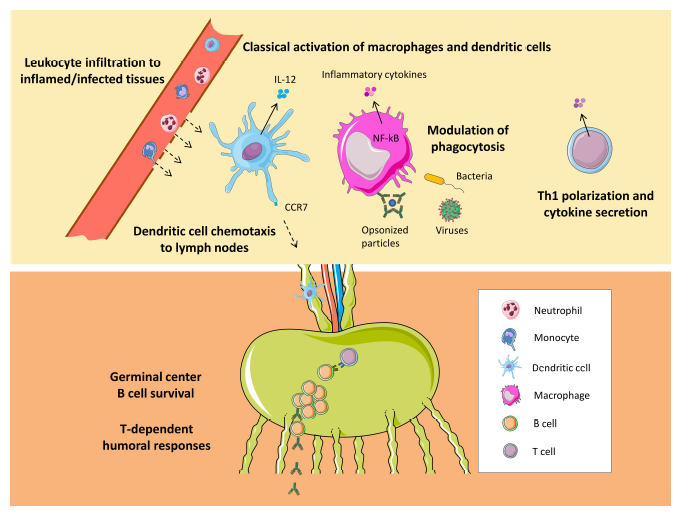 Classical activation of macrophages and dendritic cells
Leukocyte infiltration to
inflamed/infected tissues
IL-12
Inflammatory cytokines
NF-kB
Modulation of
phagocytosis
Bacteria
Th1 polarization and
cytokine secretion
CCR7
Dendritic cell chemotaxis
to lymph nodes
Opsonized
particles
Viruses
Germinal center
B cell survival
T-dependent
humoral responses
Neutrophil
Monocyte
Dendritic cell
Macrophage
B cell
T cell